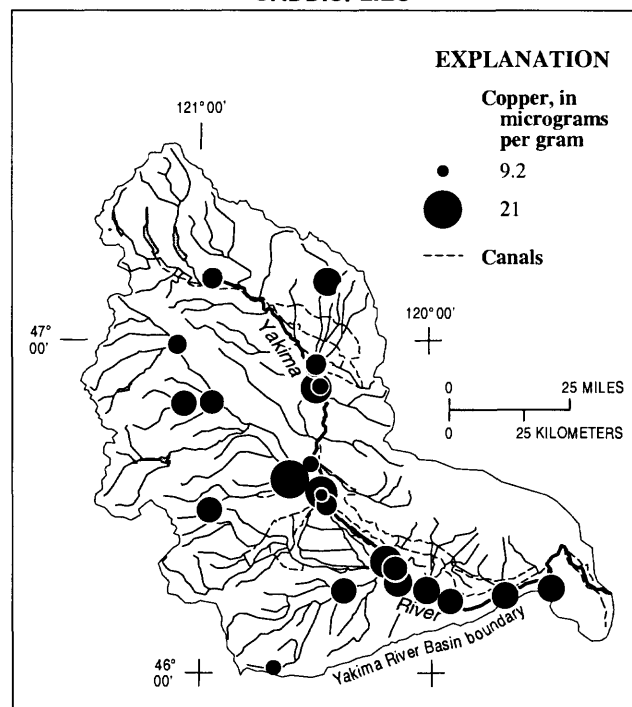 EXPLANATION
Copper, in
micrograms
per gram
9.2
21
Canals
121° 00'
47°
00'
120° 00'
Yakima
0 25 MILES
0 25 KILOMETERS
River
Yakima River Basin boundary
46°
00'